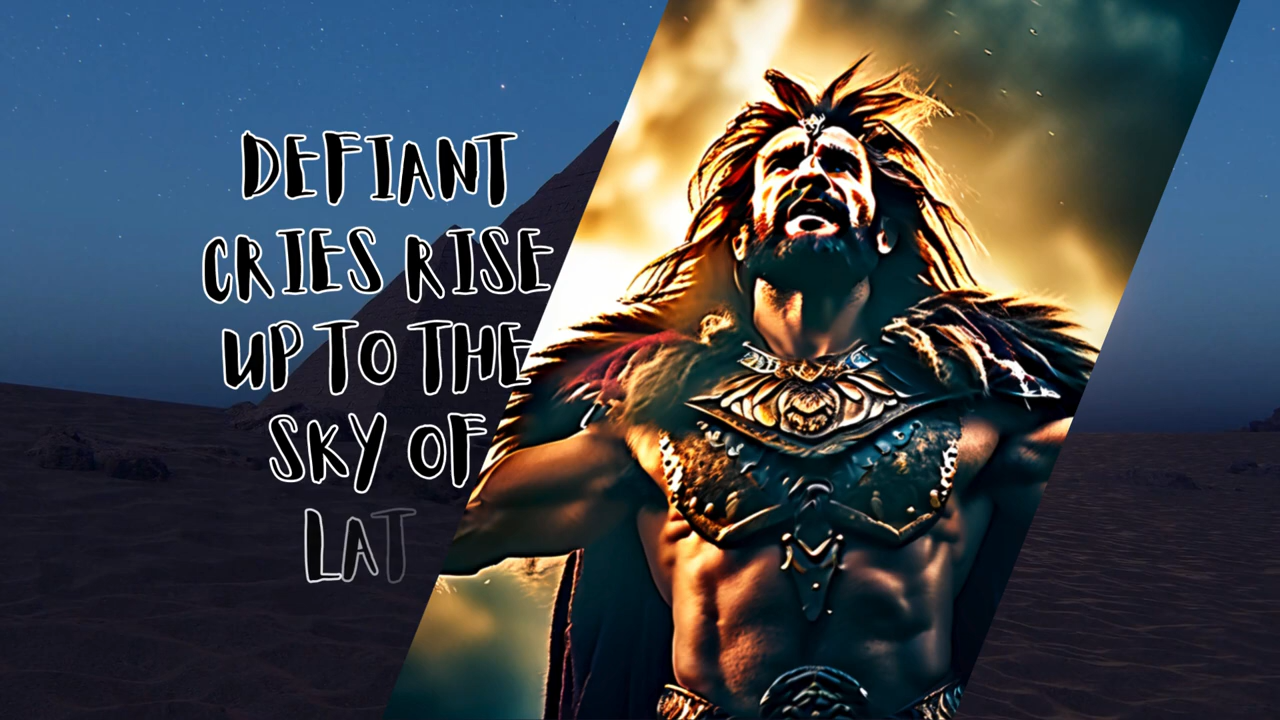 DEFIANT
CRIES RISE
UP TO THE
SKY OF
LAT